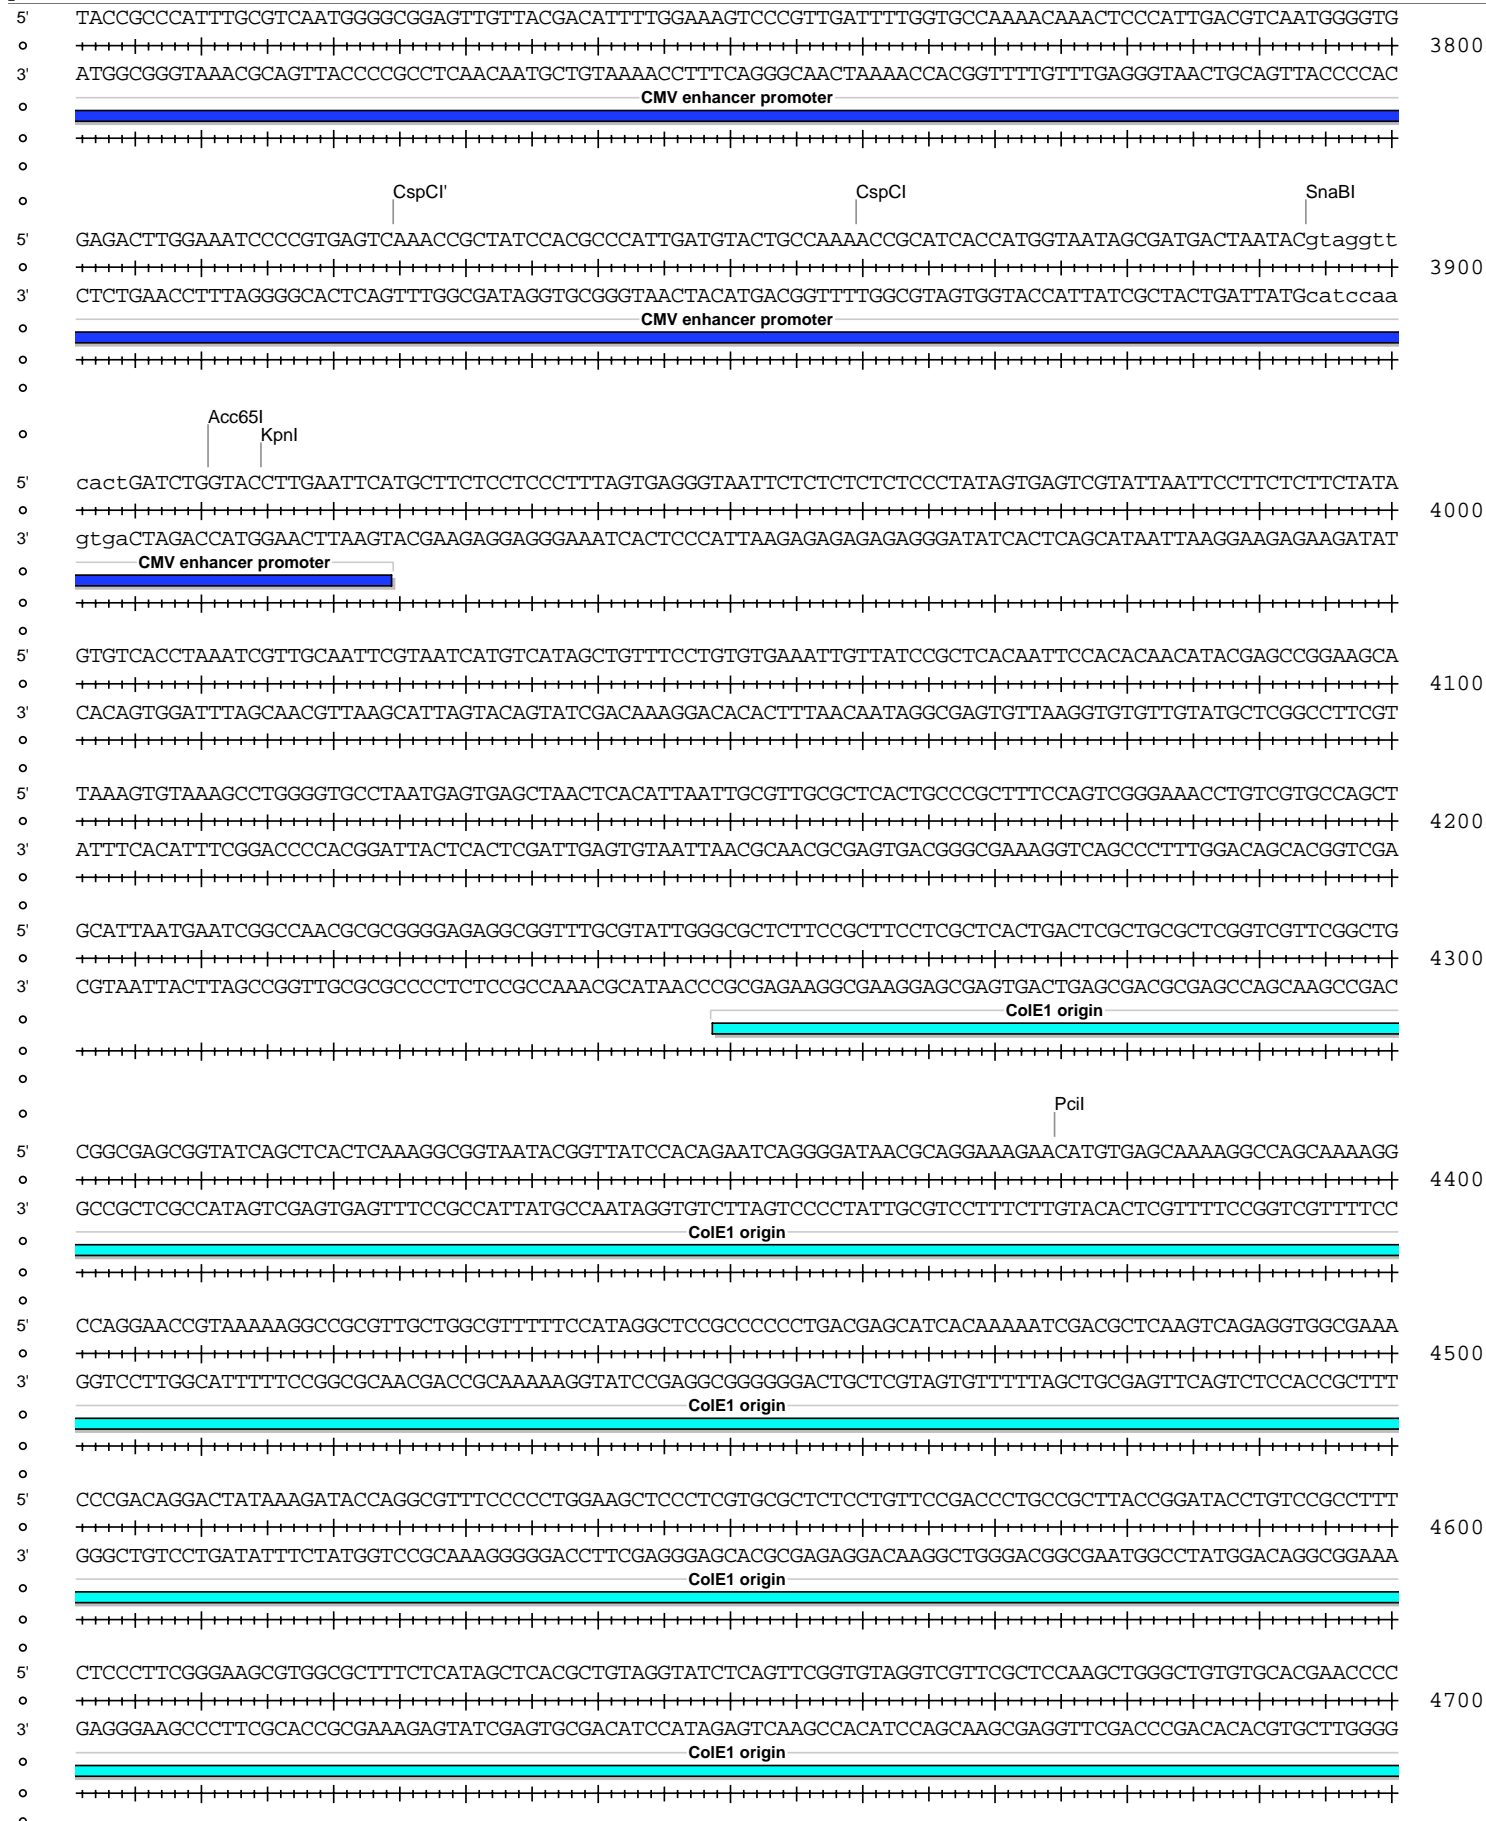 5' TACCGCCCATTTGCGTCAATGGGGCGGAGTTGTTACGACATTTTGGAAAGTCCCGTTGATTTTGGTGCCAAAACAAACTCCCATTGACGTCAATGGGGTG
3800
3' ATGGCGGGTAAACGCAGTTACCCCGCCTCAACAATGCTGTAAAACCTTTCAGGGCAACTAAAACCACGGTTTTGTTTGAGGGTAACTGCAGTTACCCCAC
CMV enhancer promoter
CspCI' CspCI SnaBI
5' GAGACTTGGAAATCCCCGTGAGTCAAACCGCTATCCACGCCCATTGATGTACTGCCAAAACCGCATCACCATGGTAATAGCGATGACTAATACgtaggtt
3900
3' CTCTGAACCTTTAGGGGCACTCAGTTTGGCGATAGGTGCGGGTAACTACATGACGGTTTTGGCGTAGTGGTACCATTATCGCTACTGATTATGcatccaa
CMV enhancer promoter
Acc65I
KpnI
5' cactGATCTGGTACCTTGAATTCATGCTTCTCCTCCCTTTAGTGAGGGTAATTCTCTCTCTCTCCCTATAGTGAGTCGTATTAATTCCTTCTCTTCTATA
4000
3' gtgaCTAGACCATGGAACTTAAGTACGAAGAGGAGGGAAATCACTCCCATTAAGAGAGAGAGAGGGATATCACTCAGCATAATTAAGGAAGAGAAGATAT
CMV enhancer promoter
5' GTGTCACCTAAATCGTTGCAATTCGTAATCATGTCATAGCTGTTTCCTGTGTGAAATTGTTATCCGCTCACAATTCCACACAACATACGAGCCGGAAGCA
4100
3' CACAGTGGATTTAGCAACGTTAAGCATTAGTACAGTATCGACAAAGGACACACTTTAACAATAGGCGAGTGTTAAGGTGTGTTGTATGCTCGGCCTTCGT
5' TAAAGTGTAAAGCCTGGGGTGCCTAATGAGTGAGCTAACTCACATTAATTGCGTTGCGCTCACTGCCCGCTTTCCAGTCGGGAAACCTGTCGTGCCAGCT
4200
3' ATTTCACATTTCGGACCCCACGGATTACTCACTCGATTGAGTGTAATTAACGCAACGCGAGTGACGGGCGAAAGGTCAGCCCTTTGGACAGCACGGTCGA
5' GCATTAATGAATCGGCCAACGCGCGGGGAGAGGCGGTTTGCGTATTGGGCGCTCTTCCGCTTCCTCGCTCACTGACTCGCTGCGCTCGGTCGTTCGGCTG
4300
3' CGTAATTACTTAGCCGGTTGCGCGCCCCTCTCCGCCAAACGCATAACCCGCGAGAAGGCGAAGGAGCGAGTGACTGAGCGACGCGAGCCAGCAAGCCGAC
ColE1 origin
PciI
5' CGGCGAGCGGTATCAGCTCACTCAAAGGCGGTAATACGGTTATCCACAGAATCAGGGGATAACGCAGGAAAGAACATGTGAGCAAAAGGCCAGCAAAAGG
4400
3' GCCGCTCGCCATAGTCGAGTGAGTTTCCGCCATTATGCCAATAGGTGTCTTAGTCCCCTATTGCGTCCTTTCTTGTACACTCGTTTTCCGGTCGTTTTCC
ColE1 origin
5' CCAGGAACCGTAAAAAGGCCGCGTTGCTGGCGTTTTTCCATAGGCTCCGCCCCCCTGACGAGCATCACAAAAATCGACGCTCAAGTCAGAGGTGGCGAAA
4500
3' GGTCCTTGGCATTTTTCCGGCGCAACGACCGCAAAAAGGTATCCGAGGCGGGGGGACTGCTCGTAGTGTTTTTAGCTGCGAGTTCAGTCTCCACCGCTTT
ColE1 origin
5' CCCGACAGGACTATAAAGATACCAGGCGTTTCCCCCTGGAAGCTCCCTCGTGCGCTCTCCTGTTCCGACCCTGCCGCTTACCGGATACCTGTCCGCCTTT
4600
3' GGGCTGTCCTGATATTTCTATGGTCCGCAAAGGGGGACCTTCGAGGGAGCACGCGAGAGGACAAGGCTGGGACGGCGAATGGCCTATGGACAGGCGGAAA
ColE1 origin
5' CTCCCTTCGGGAAGCGTGGCGCTTTCTCATAGCTCACGCTGTAGGTATCTCAGTTCGGTGTAGGTCGTTCGCTCCAAGCTGGGCTGTGTGCACGAACCCC
4700
3' GAGGGAAGCCCTTCGCACCGCGAAAGAGTATCGAGTGCGACATCCATAGAGTCAAGCCACATCCAGCAAGCGAGGTTCGACCCGACACACGTGCTTGGGG
ColE1 origin